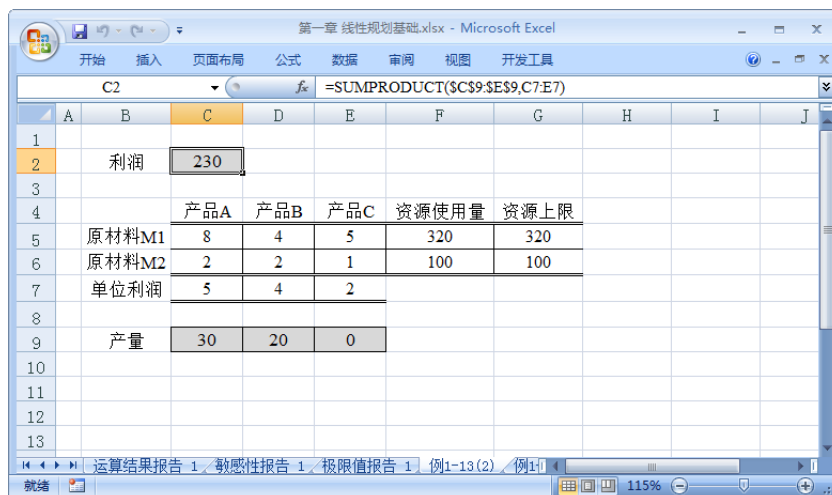 第一章 线性规划基础.xlsx - Microsoft Excel
开始 插入 页面布局 公式 数据 审阅 视图 开发工具
C2 fx =SUMPRODUCT($C$9:$E$9,C7:E7)
A B C D E F G H I J
1
2 利润 230
3
4 产品A 产品B 产品C 资源使用量 资源上限
5 原材料M1 8 4 5 320 320
6 原材料M2 2 2 1 100 100
7 单位利润 5 4 2
8
9 产量 30 20 0
10
11
12
13
运算结果报告 1 敏感性报告 1 极限值报告 1 例1-13(2) 例1-
就绪 115%